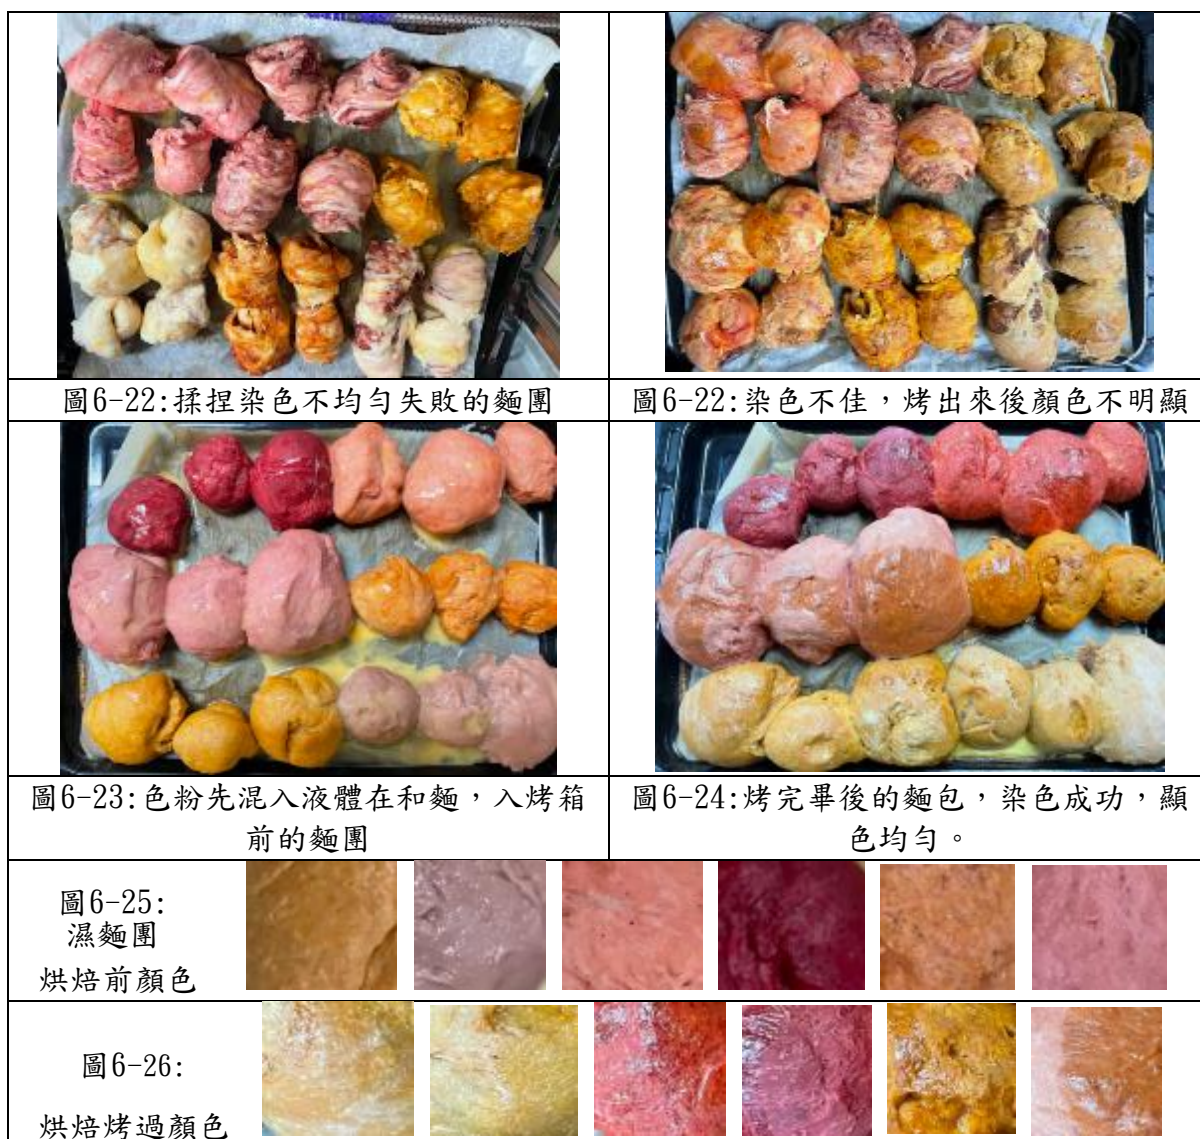 圖6-22:揉捏染色不均勻失敗的麵團
圖6-22:染色不佳，烤出來後顏色不明顯
圖6-23:色粉先混入液體在和麵，入烤箱
前的麵團
圖6-24:烤完畢後的麵包，染色成功，顯
色均勻。
圖6-25:
濕麵團
烘焙前顏色
圖6-26:
烘焙烤過顏色